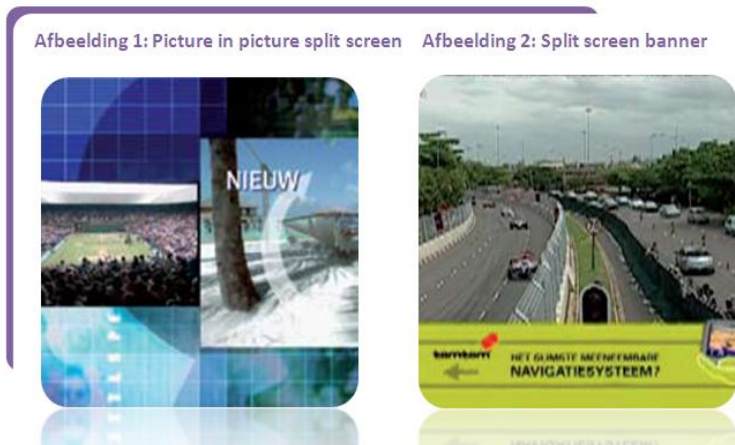 Afbeelding 1: Picture in picture split screen
Afbeelding 2: Split screen banner
NIEUW
tomtom
HET SLIMSTE MEENEEMBARE
NAVIGATIESYSTEEM?